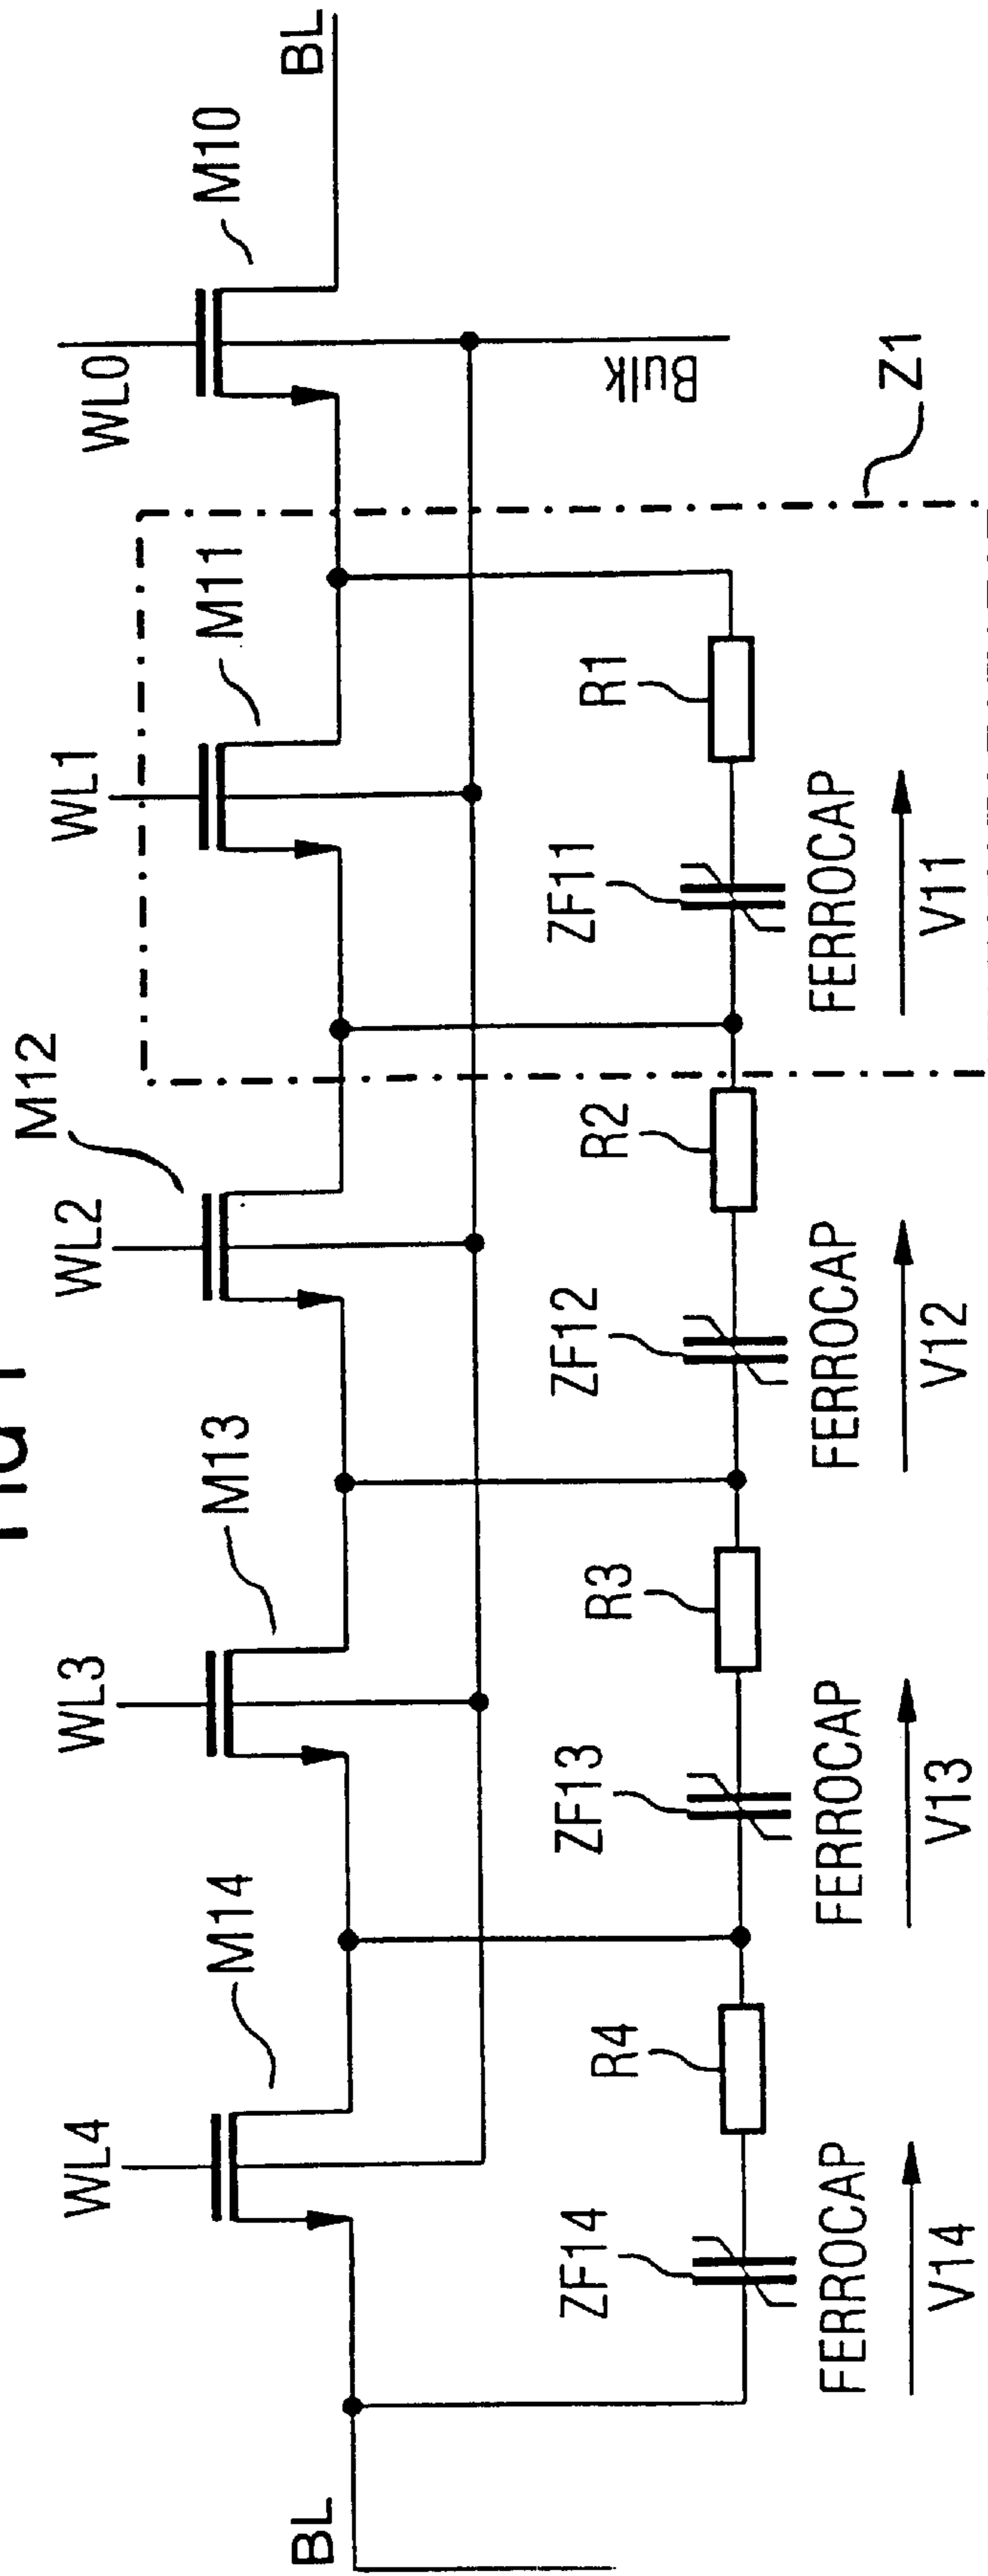 M12
WL4
WL3
WL2
WL1
WL0
M14
M13
M11
M10
BL
BL
ZF14
R4
ZF13
R3
ZF12
R2
ZF11
R1
Bulk
FERROCAP
FERROCAP
FERROCAP
FERROCAP
Z1
V14
V13
V12
V11